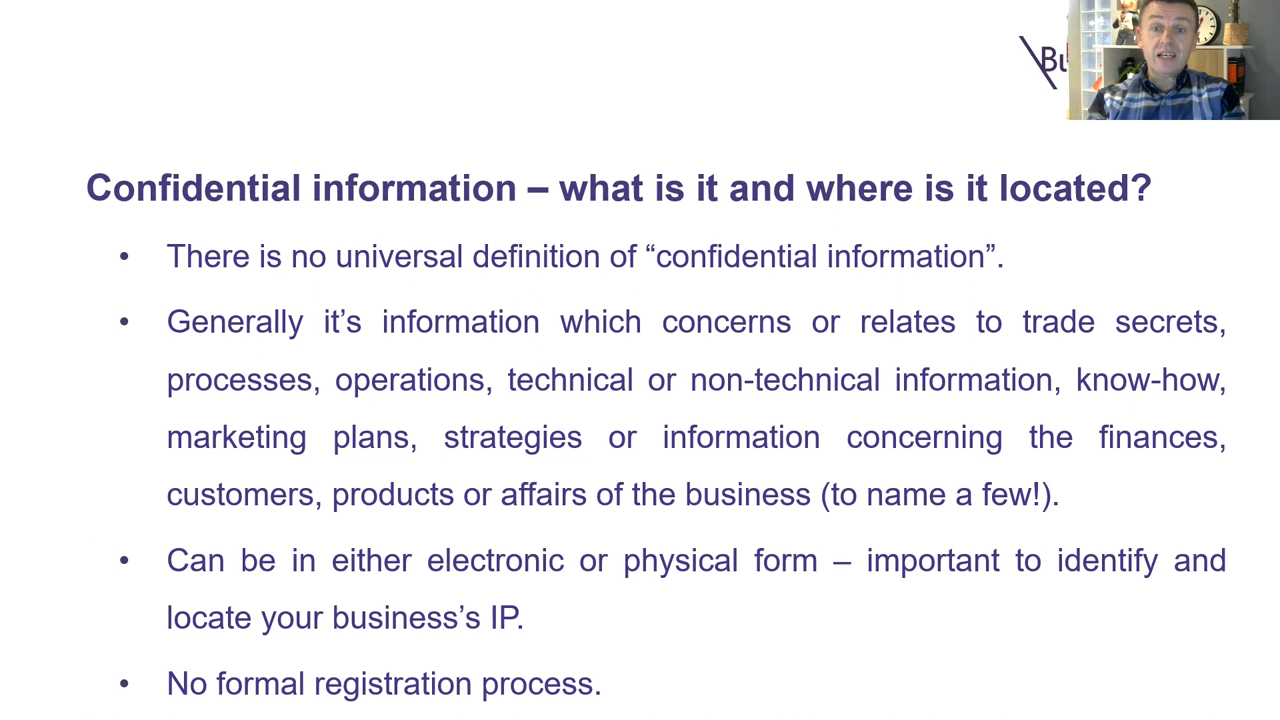 Bu
Confidential information – what is it and where is it located?
• There is no universal definition of “confidential information”.
• Generally it’s information which concerns or relates to trade secrets,
processes, operations, technical or non-technical information, know-how,
marketing plans, strategies or information concerning the finances,
customers, products or affairs of the business (to name a few!).
• Can be in either electronic or physical form – important to identify and
locate your business’s IP.
• No formal registration process.